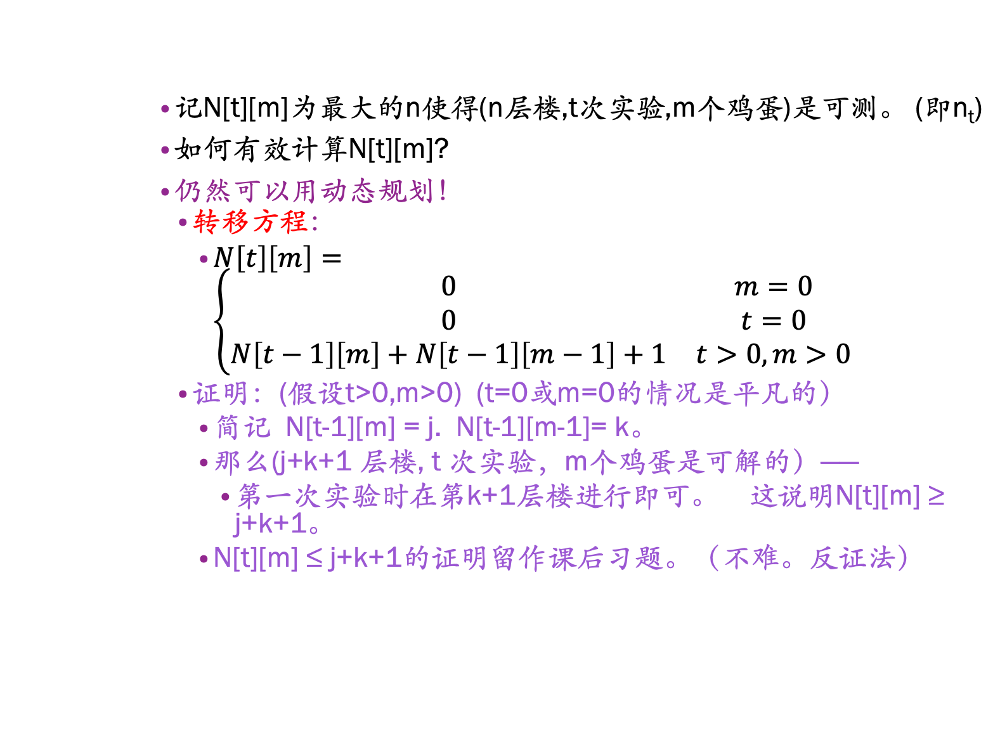 •记N[t][m]为最大的n使得(n层楼,t次实验,m个鸡蛋)是可测。 (即nₜ)
•如何有效计算N[t][m]?
•仍然可以用动态规划！
•转移方程：
•N[t][m] =
{ 0 m = 0
0 t = 0
N[t − 1][m] + N[t − 1][m − 1] + 1 t > 0, m > 0
•证明：(假设t>0,m>0) (t=0或m=0的情况是平凡的）
•简记 N[t-1][m] = j. N[t-1][m-1]= k。
•那么(j+k+1 层楼, t 次实验，m个鸡蛋是可解的）——
•第一次实验时在第k+1层楼进行即可。 这说明N[t][m] ≥
j+k+1。
•N[t][m] ≤ j+k+1的证明留作课后习题。（不难。反证法）